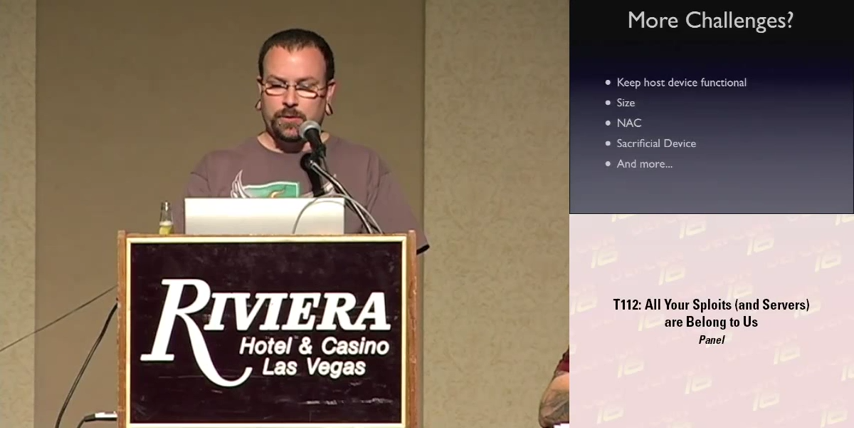 More Challenges?
Keep host device functional
Size
NAC
Sacrificial Device
And more...
RIVIERA
Hotel & Casino
Las Vegas
T112: All Your Sploits (and Servers)
are Belong to Us
Panel